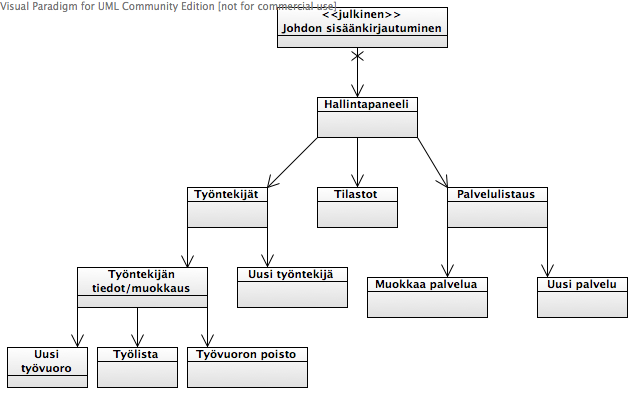 Visual Paradigm for UML Community Edition [not for commercial use]
<<julkinen>>
Johdon sisäänkirjautuminen
Hallintapaneeli
Työntekijät
Tilastot
Palvelulistaus
Työntekijän
tiedot/muokkaus
Uusi työntekijä
Muokkaa palvelua
Uusi palvelu
Uusi
työvuoro
Työlista
Työvuoron poisto